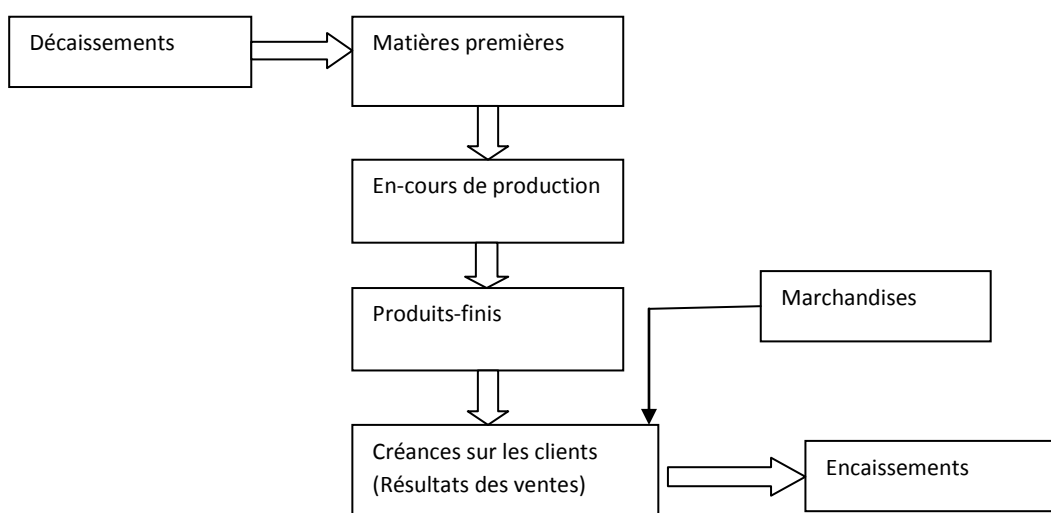 Décaissements
Matières premières
En-cours de production
Produits-finis
Marchandises
Créances sur les clients
(Résultats des ventes)
Encaissements